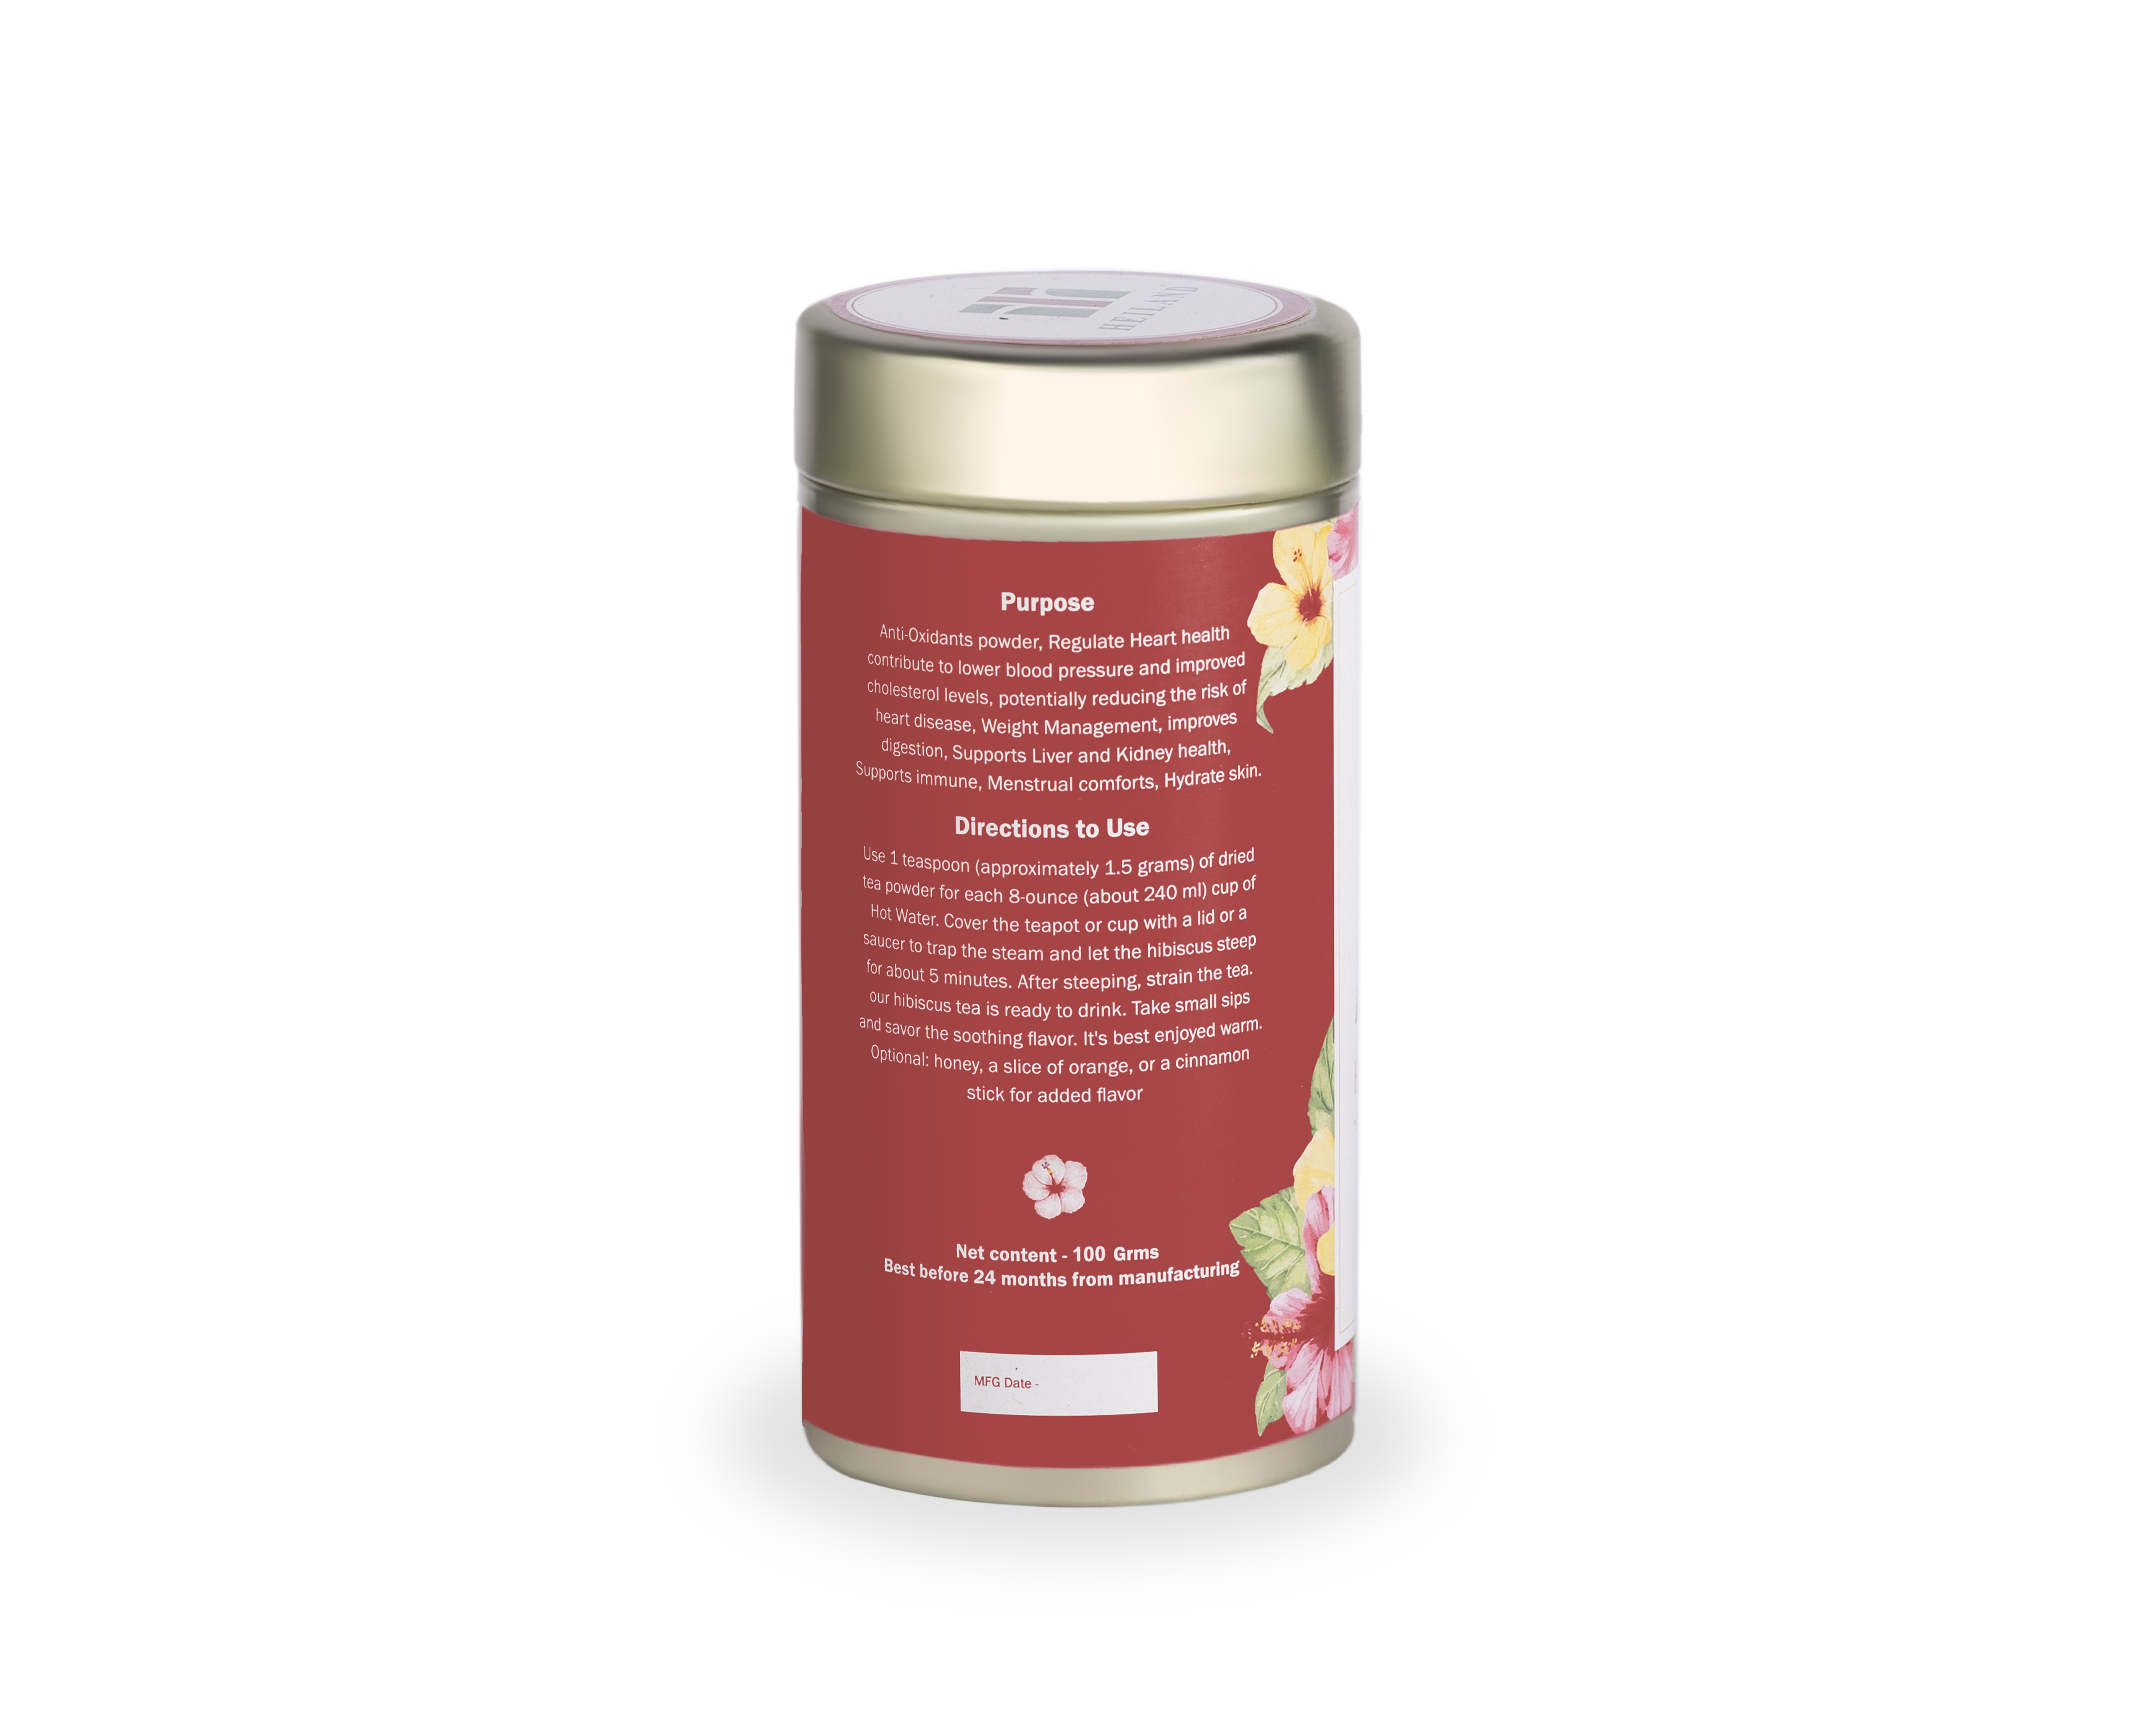 HEILAND
Purpose
Anti-Oxidants powder, Regulate Heart health
contribute to lower blood pressure and improved
cholesterol levels, potentially reducing the risk of
heart disease, Weight Management, improves
digestion, Supports Liver and Kidney health,
Supports immune, Menstrual comforts, Hydrate skin.
Directions to Use
Use 1 teaspoon (approximately 1.5 grams) of dried
tea powder for each 8-ounce (about 240 ml) cup of
Hot Water. Cover the teapot or cup with a lid or a
saucer to trap the steam and let the hibiscus steep
for about 5 minutes. After steeping, strain the tea.
our hibiscus tea is ready to drink. Take small sips
and savor the soothing flavor. It's best enjoyed warm.
Optional: honey, a slice of orange, or a cinnamon
stick for added flavor
Net content - 100 Grms
Best before 24 months from manufacturing
MFG Date -